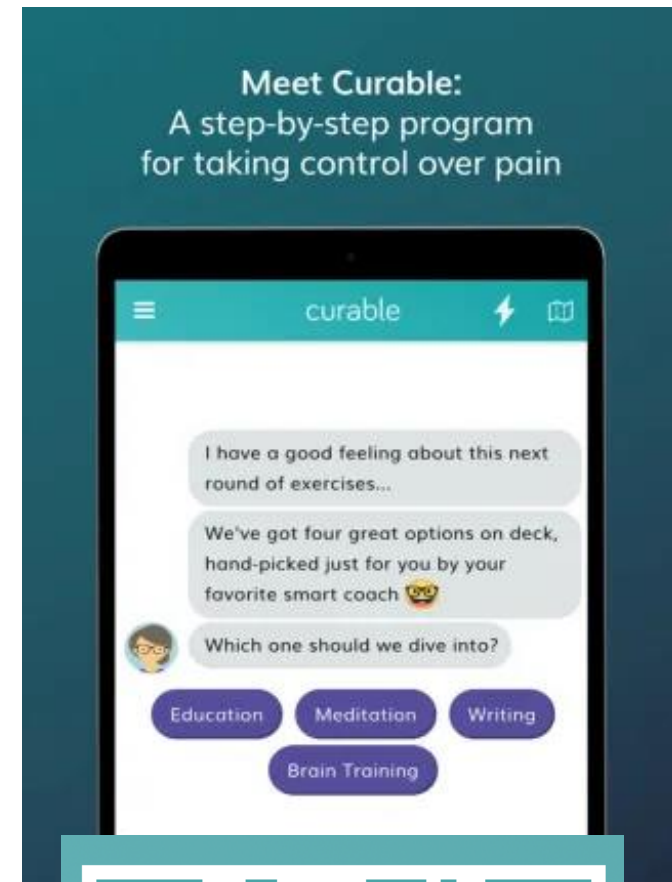 Meet Curable:
A step-by-step program
for taking control over pain
curable
I have a good feeling about this next
round of exercises...
We've got four great options on deck,
hand-picked just for you by your
favorite smart coach 🤓
Which one should we dive into?
Education Meditation Writing
Brain Training